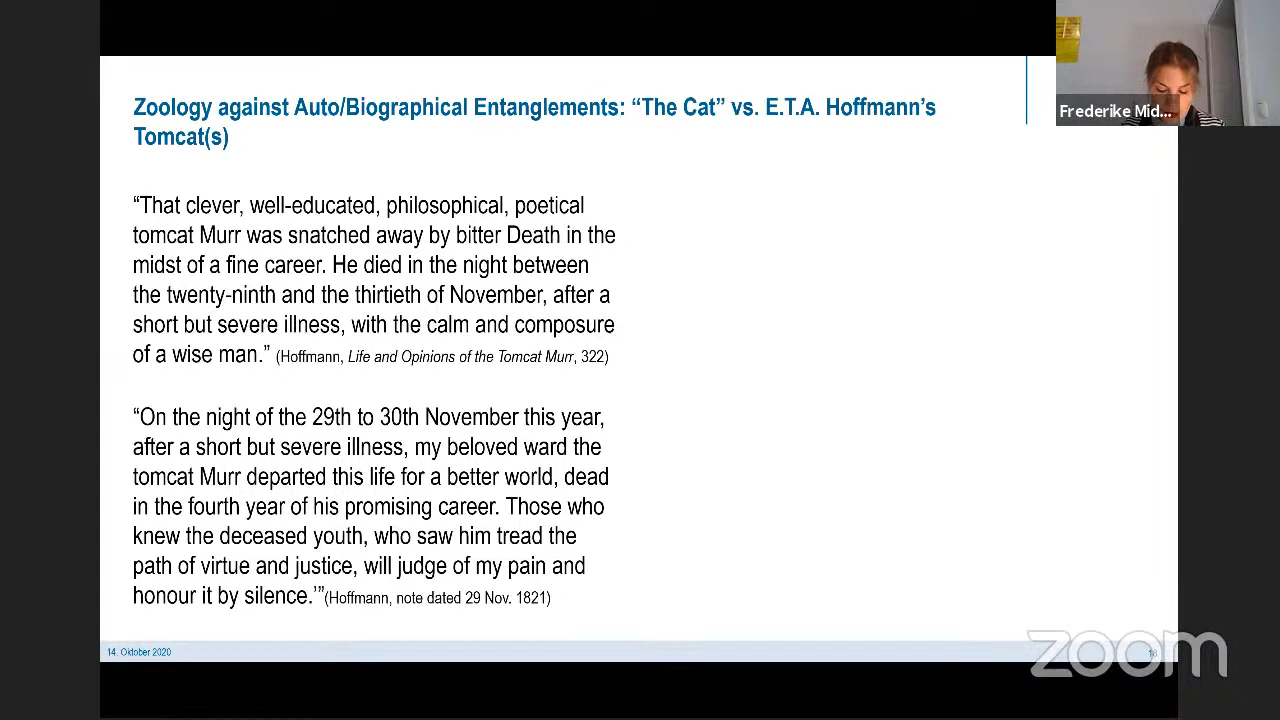 Zoology against Auto/Biographical Entanglements: “The Cat” vs. E.T.A. Hoffmann’s
Tomcat(s)
Frederike Mid...
“That clever, well-educated, philosophical, poetical
tomcat Murr was snatched away by bitter Death in the
midst of a fine career. He died in the night between
the twenty-ninth and the thirtieth of November, after a
short but severe illness, with the calm and composure
of a wise man.” (Hoffmann, Life and Opinions of the Tomcat Murr, 322)
“On the night of the 29th to 30th November this year,
after a short but severe illness, my beloved ward the
tomcat Murr departed this life for a better world, dead
in the fourth year of his promising career. Those who
knew the deceased youth, who saw him tread the
path of virtue and justice, will judge of my pain and
honour it by silence.’”(Hoffmann, note dated 29 Nov. 1821)
14. Oktober 2020
zoom